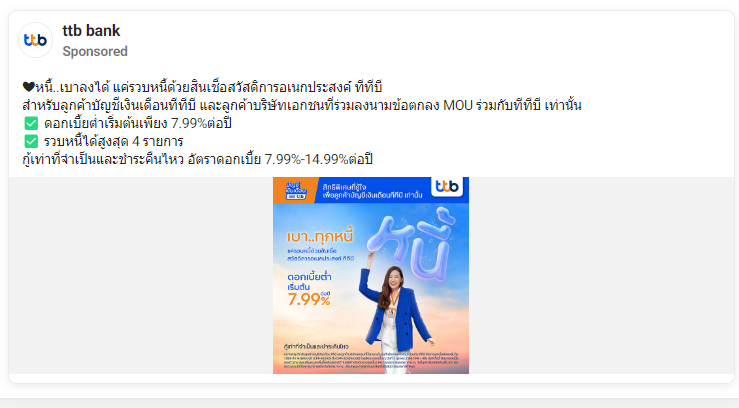 ttb bank
ttb
Sponsored
🖤หนี้..เบาลงได้ แค่รวบหนี้ด้วยสินเชื่อสวัสดิการอเนกประสงค์ ทีทีบี
สำหรับลูกค้าบัญชีเงินเดือนทีทีบี และลูกค้าบริษัทเอกชนที่ร่วมลงนามข้อตกลง MOU ร่วมกับทีทีบี เท่านั้น
✅ ดอกเบี้ยต่ำเริ่มต้นเพียง 7.99%ต่อปี
✅ รวบหนี้ได้สูงสุด 4 รายการ
กู้เท่าที่จำเป็นและชำระคืนไหว อัตราดอกเบี้ย 7.99%-14.99%ต่อปี
สิทธิพิเศษที่รู้ใจ
เพื่อลูกค้าบัญชีเงินเดือนทีทีบี เท่านั้น
ttb
เบา..ทุกหนี้
หนี้
แค่รวบหนี้ด้วยสินเชื่อ
สวัสดิการอเนกประสงค์ ทีทีบี
ดอกเบี้ยต่ำ
เริ่มต้น
7.99% ต่อปี
กู้เท่าที่จำเป็นและชำระคืนไหว